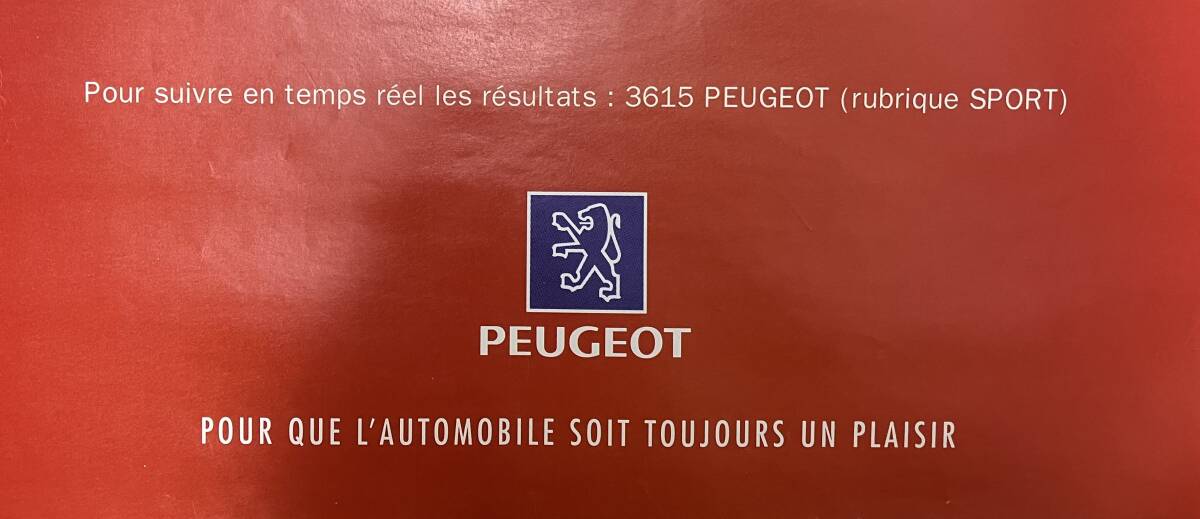 Pour suivre en temps réel les résultats : 3615 PEUGEOT (rubrique SPORT)
PEUGEOT
POUR QUE L'AUTOMOBILE SOIT TOUJOURS UN PLAISIR